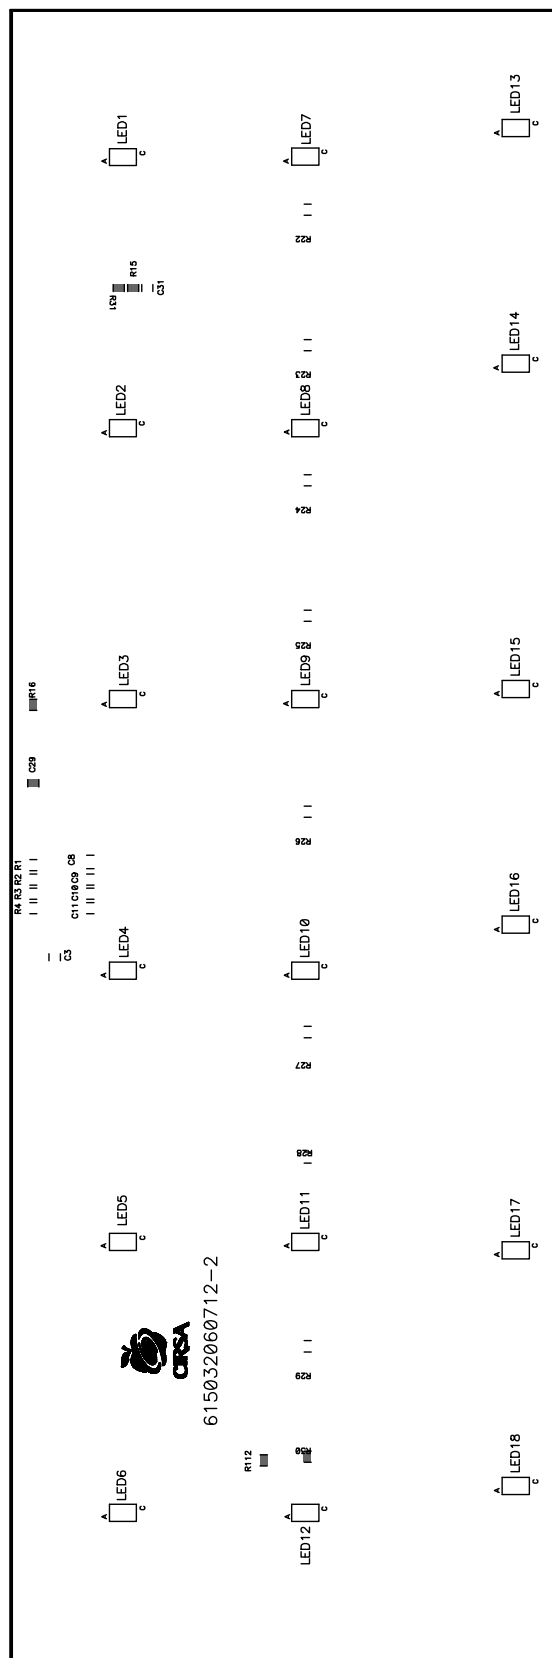 LED13
A
C
LED1
A
C
LED7
A
C
R22
R15
R31
C31
LED14
A
C
R23
LED2
A
C
LED8
A
C
R24
R25
LED15
A
C
LED3
A
C
LED9
A
C
R16
C29
R26
R4 R3 R2 R1
C11 C10 C9 C8
C3
LED16
A
C
LED4
A
C
LED10
A
C
R27
R28
LED5
A
C
LED11
A
C
LED17
A
C
CIRSA
615032060712-2
R29
R112
R30
LED18
A
C
LED6
A
C
LED12
A
C